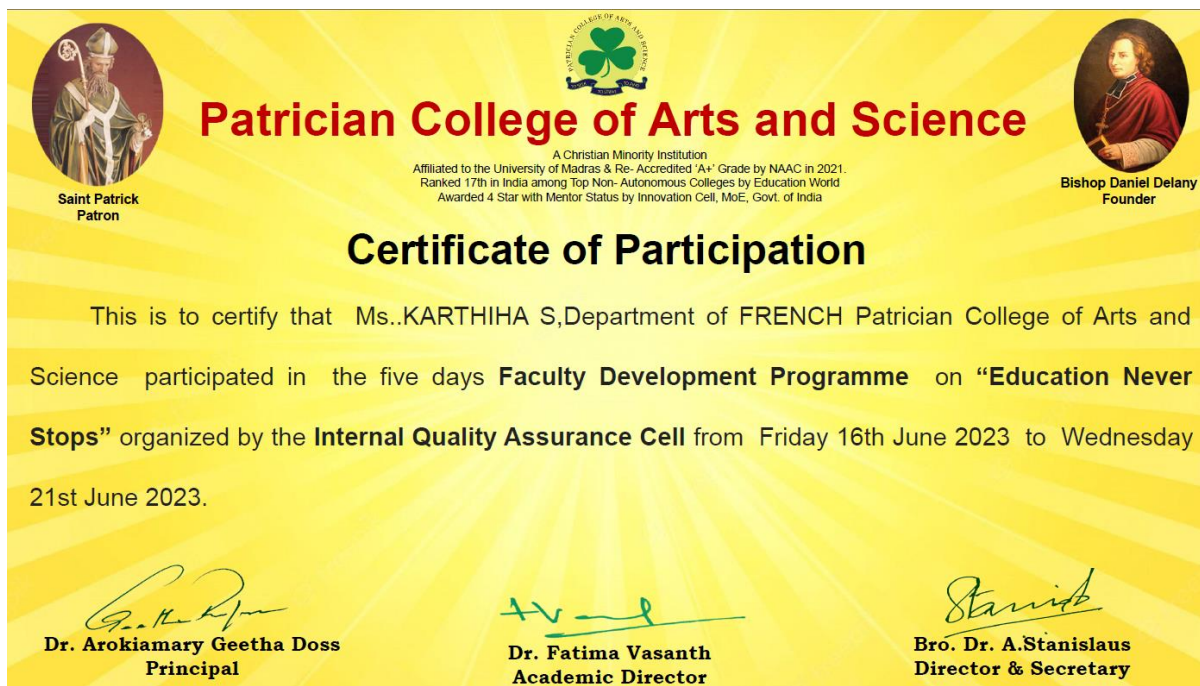 PATRICIAN COLLEGE OF ARTS AND SCIENCE
Patrician College of Arts and Science
A Christian Minority Institution
Affiliated to the University of Madras & Re- Accredited ‘A+’ Grade by NAAC in 2021.
Ranked 17th in India among Top Non- Autonomous Colleges by Education World
Awarded 4 Star with Mentor Status by Innovation Cell, MoE, Govt. of India
Saint Patrick
Patron
Bishop Daniel Delany
Founder
Certificate of Participation
This is to certify that Ms..KARTHIHA S,Department of FRENCH Patrician College of Arts and
Science participated in the five days Faculty Development Programme on “Education Never
Stops” organized by the Internal Quality Assurance Cell from Friday 16th June 2023 to Wednesday
21st June 2023.
Dr. Arokiamary Geetha Doss
Principal
Dr. Fatima Vasanth
Academic Director
Bro. Dr. A.Stanislaus
Director & Secretary